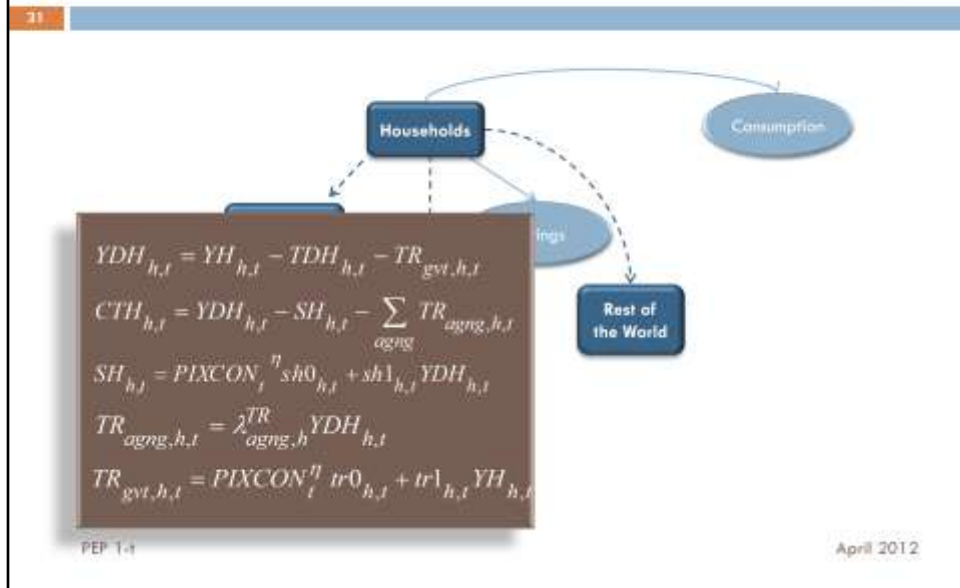 21
Households
Consumption
ings
Rest of
the World
YDH_{h,t} = YH_{h,t} − TDH_{h,t} − TR_{gvt,h,t}
CTH_{h,t} = YDH_{h,t} − SH_{h,t} − ∑_{agng} TR_{agng,h,t}
SH_{h,t} = PIXCON_t^η sh0_{h,t} + sh1_{h,t} YDH_{h,t}
TR_{agng,h,t} = λ^{TR}_{agng,h} YDH_{h,t}
TR_{gvt,h,t} = PIXCON_t^η tr0_{h,t} + tr1_{h,t} YH_{h,t}
PEP 1-t
April 2012